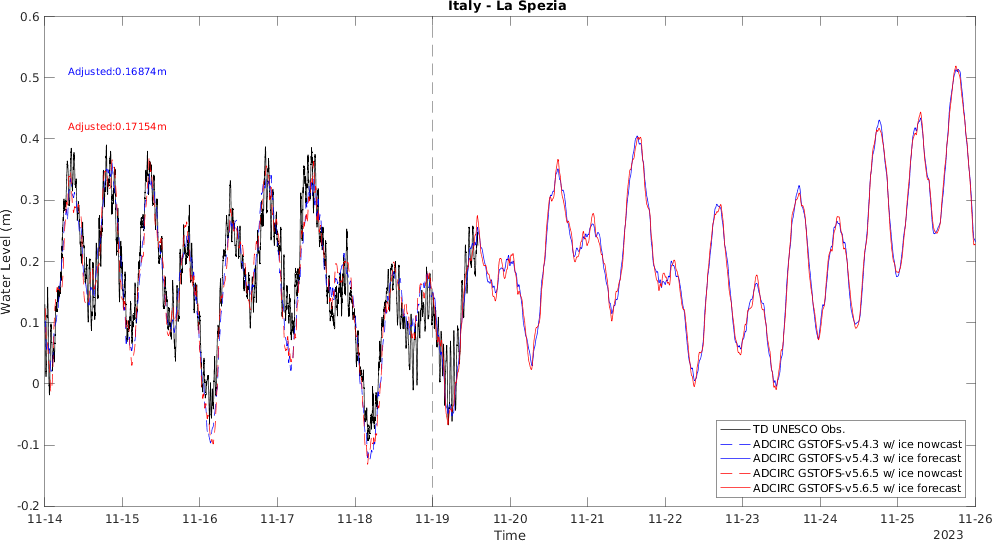 Italy - La Spezia
0.6
0.5
0.4
0.3
0.2
0.1
0
-0.1
-0.2
Water Level (m)
Adjusted:0.16874m
Adjusted:0.17154m
TD UNESCO Obs.
ADCIRC GSTOFS-v5.4.3 w/ ice nowcast
ADCIRC GSTOFS-v5.4.3 w/ ice forecast
ADCIRC GSTOFS-v5.6.5 w/ ice nowcast
ADCIRC GSTOFS-v5.6.5 w/ ice forecast
11-14 11-15 11-16 11-17 11-18 11-19 11-20 11-21 11-22 11-23 11-24 11-25 11-26
Time
2023